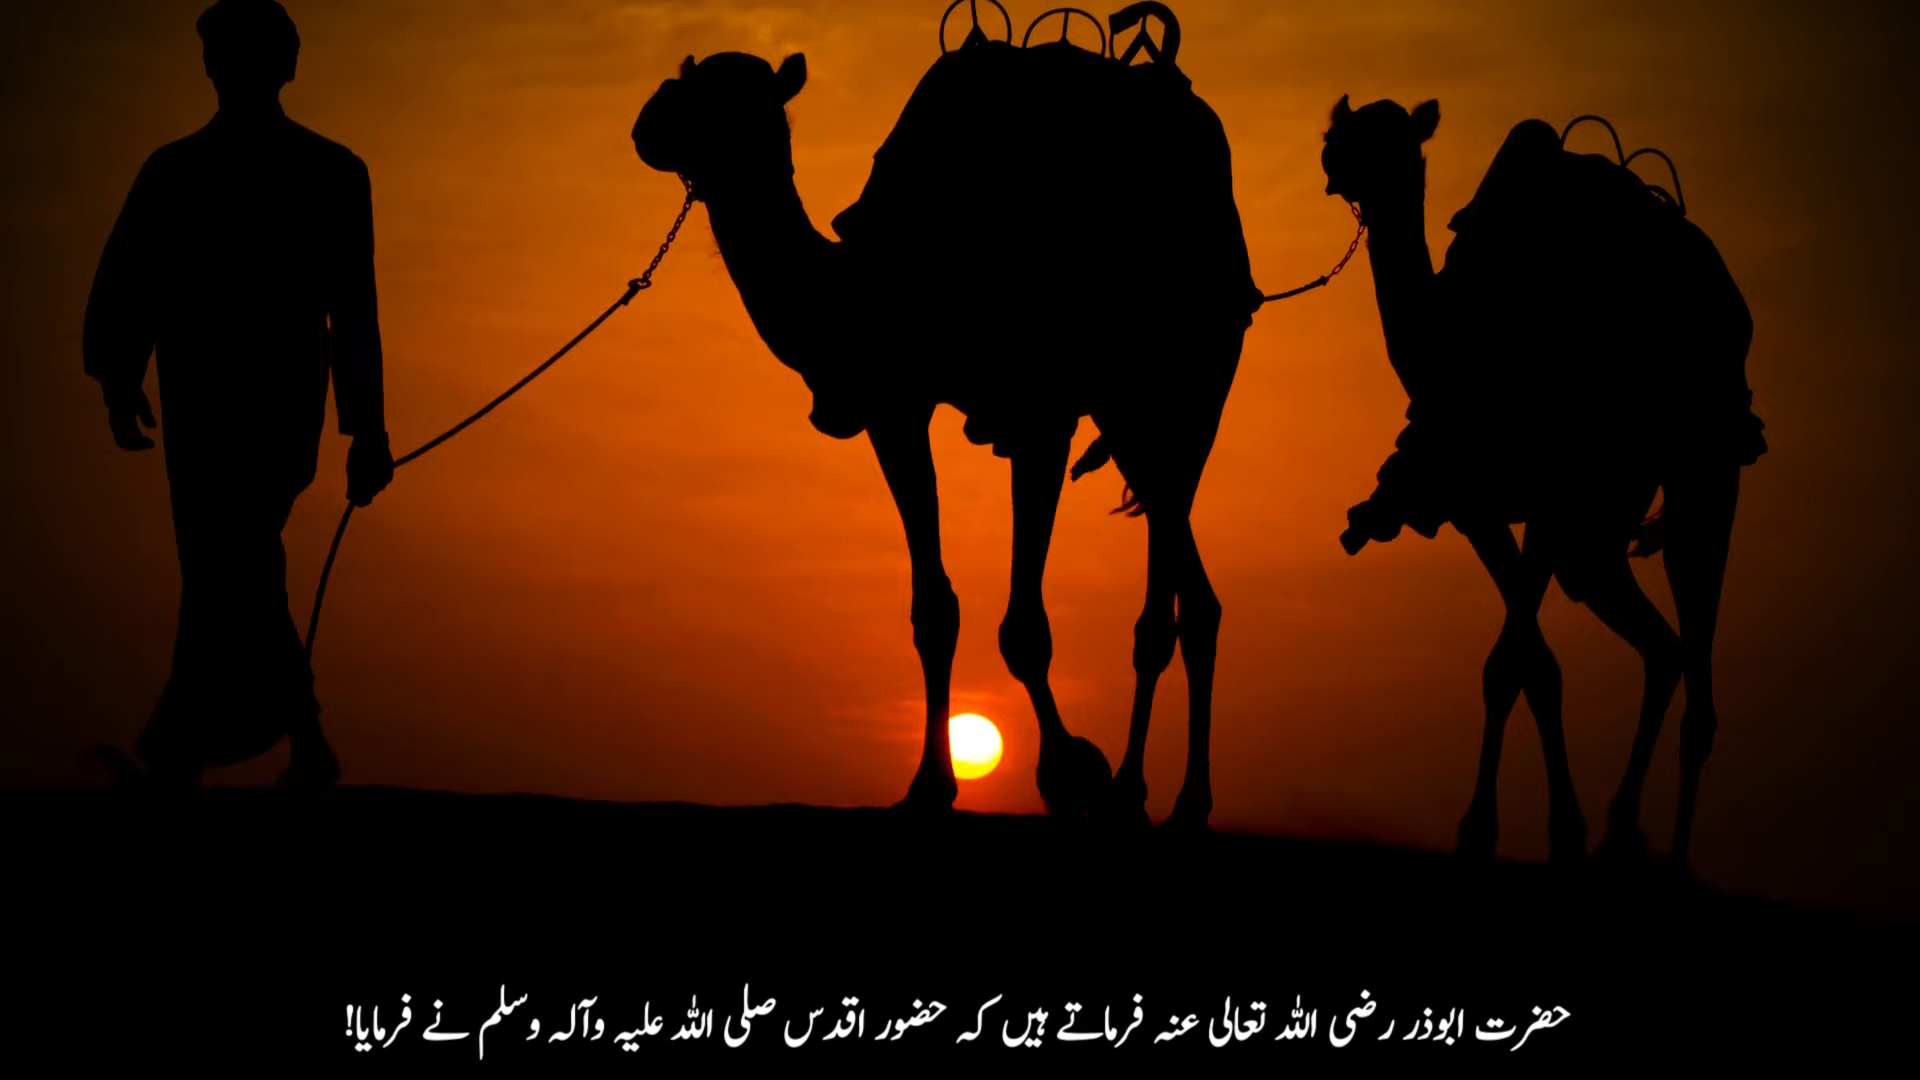 حضرت ابوذر رضی اللہ تعالی عنہ فرماتے ہیں کہ حضور اقدس صلی اللہ علیہ وآلہ وسلم نے فرمایا!